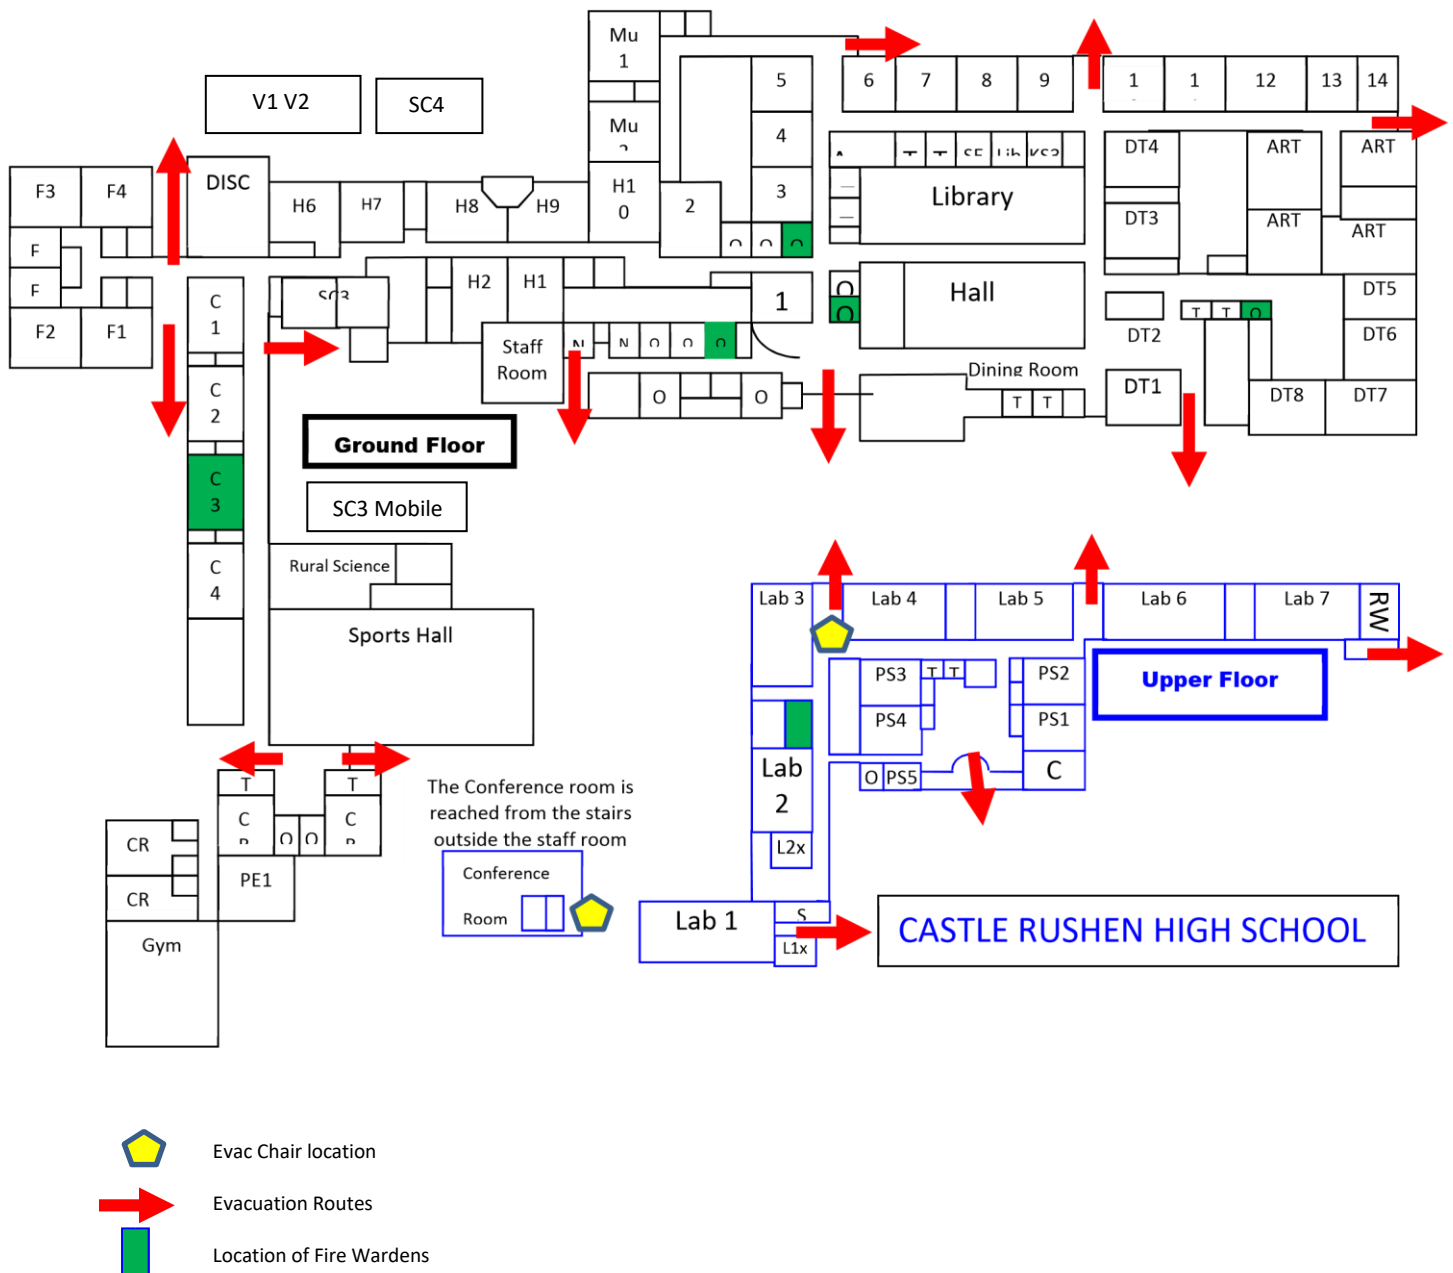 Mu
1
5
6
7
8
9
1
1
12
13
14
V1 V2
SC4
Mu
4
DT4
ART
ART
F3
F4
DISC
H6
H7
H8
H9
H1
0
2
3
Library
DT3
ART
ART
F
F
F2
F1
C
1
H2
H1
1
O
O
Hall
DT5
DT2
DT6
T
T
O
Staff
Room
N
N
O
O
O
O
O
Dining Room
T
T
DT1
DT8
DT7
C
2
Ground Floor
C
3
SC3 Mobile
C
4
Rural Science
Sports Hall
Lab 3
Lab 4
Lab 5
Lab 6
Lab 7
RW
PS3
T
T
PS2
Upper Floor
PS4
PS1
Lab
2
O
PS5
C
L2x
T
T
C
C
O
O
CR
CR
PE1
Gym
The Conference room is
reached from the stairs
outside the staff room
Conference
Room
Lab 1
S
L1x
CASTLE RUSHEN HIGH SCHOOL
Evac Chair location
Evacuation Routes
Location of Fire Wardens